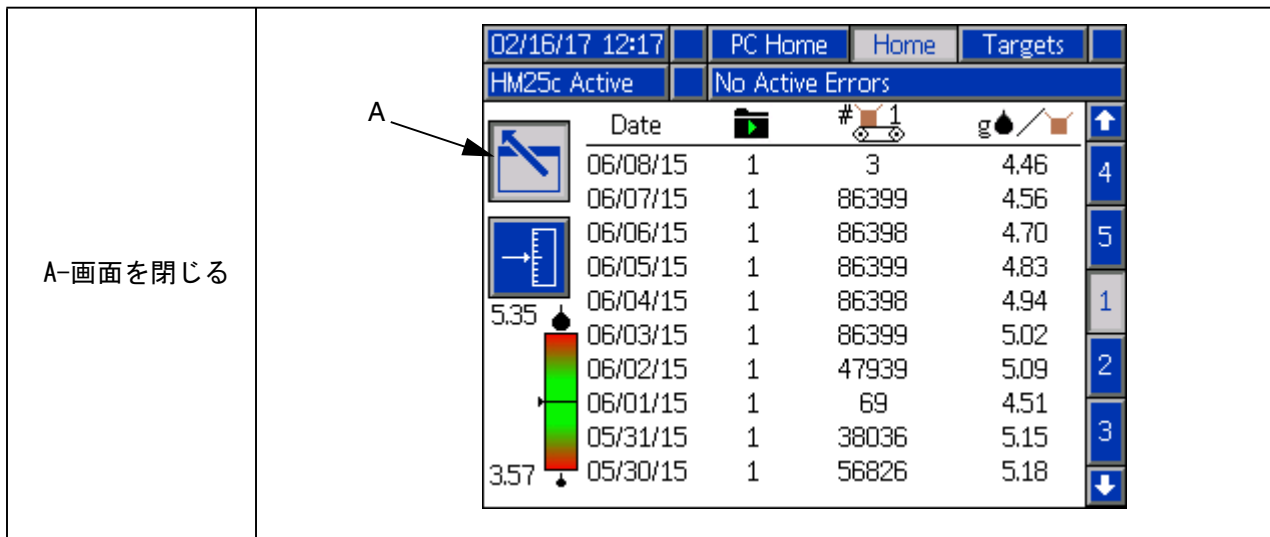 A-画面を閉じる
A
02/16/17 12:17 PC Home Home Targets
HM25c Active No Active Errors
Date # 1 g /
06/08/15 1 3 4.46
06/07/15 1 86399 4.56
06/06/15 1 86398 4.70
06/05/15 1 86399 4.83
06/04/15 1 86398 4.94
06/03/15 1 86399 5.02
06/02/15 1 47939 5.09
06/01/15 1 69 4.51
05/31/15 1 38036 5.15
05/30/15 1 56826 5.18
5.35
3.57
4
5
1
2
3